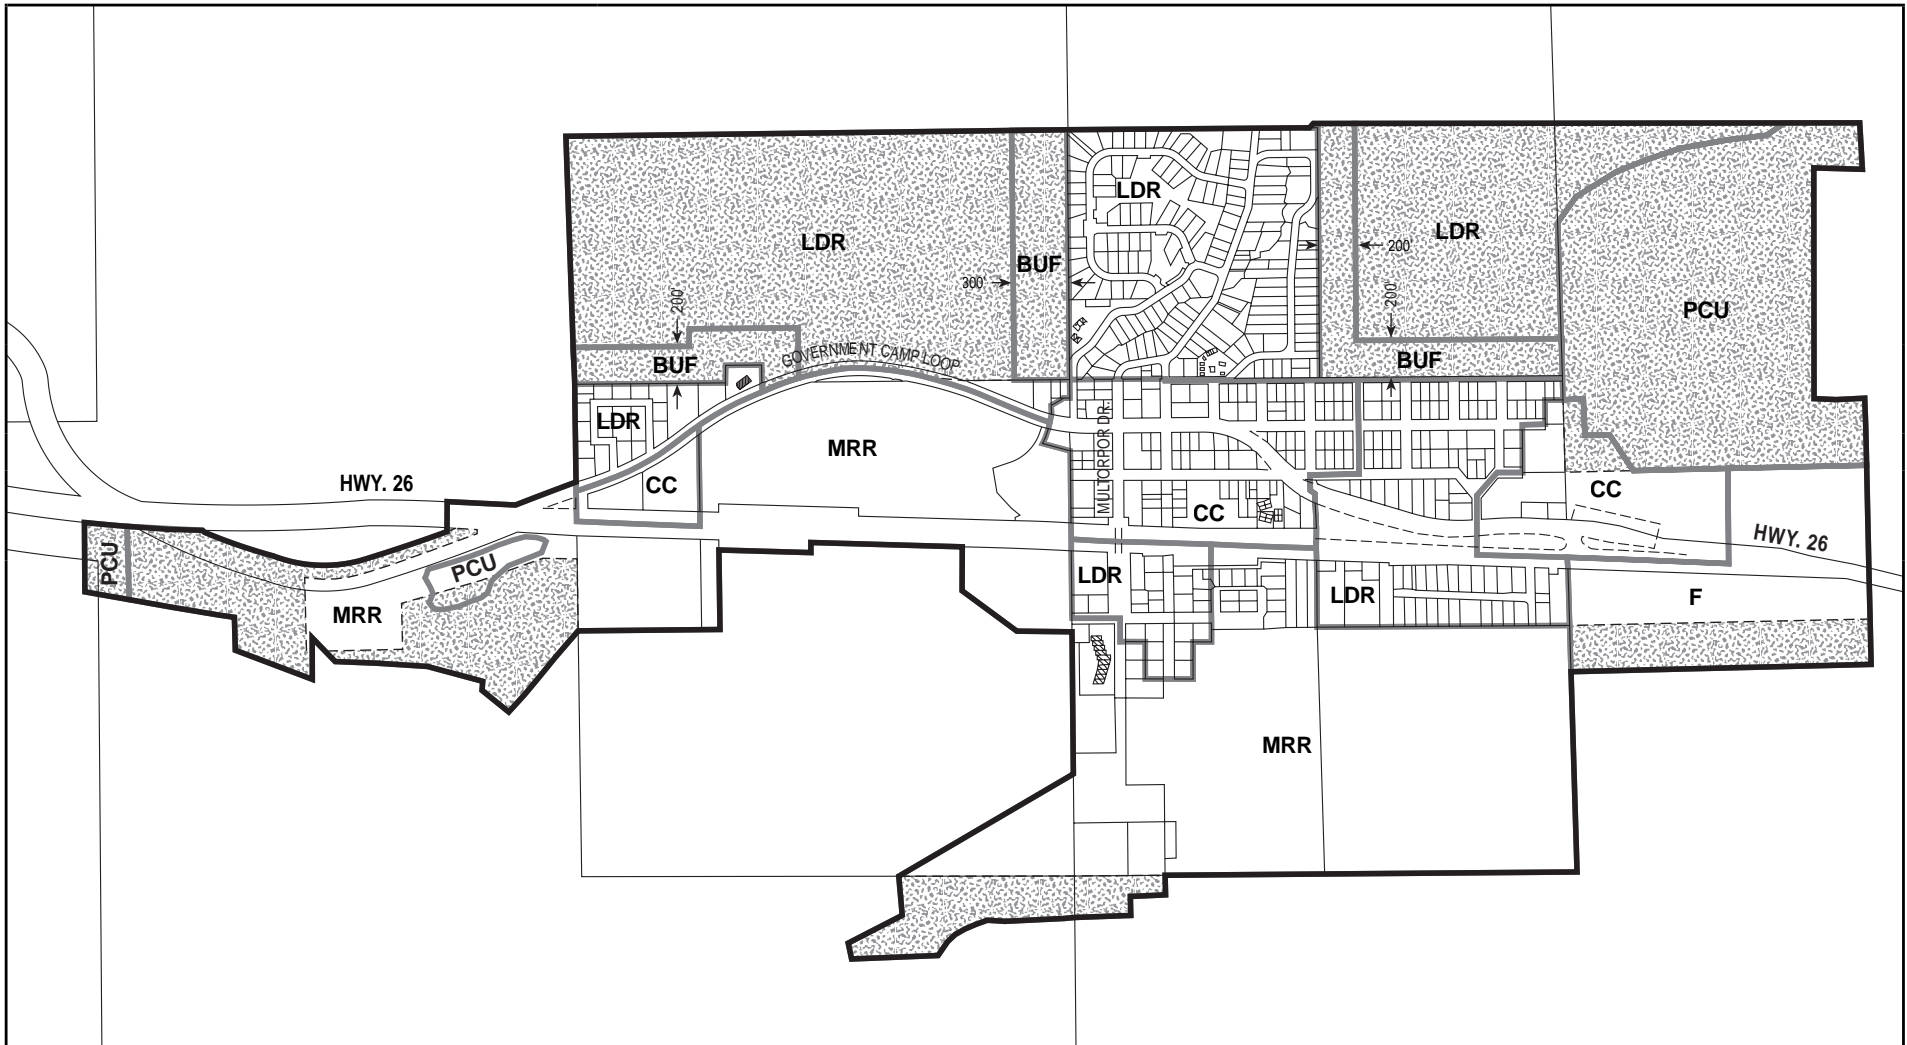 LDR
LDR
LDR
200'
BUF
300'
200'
200'
PCU
BUF
GOVERNMENT CAMP LOOP
BUF
LDR
MULTORPOR DR.
MRR
HWY. 26
CC
CC
CC
HWY. 26
PCU
PCU
LDR
LDR
F
MRR
MRR